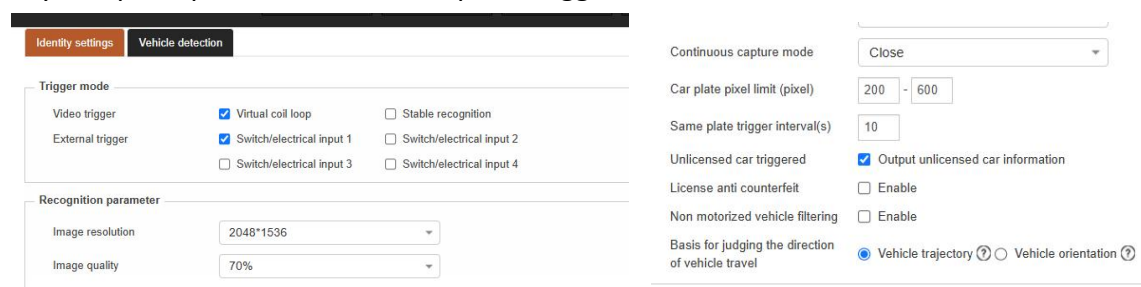 Identity settings Vehicle detection
Trigger mode
Video trigger Virtual coil loop Stable recognition
External trigger Switch/electrical input 1 Switch/electrical input 2
Switch/electrical input 3 Switch/electrical input 4
Recognition parameter
Image resolution 2048*1536
Image quality 70%
Continuous capture mode Close
Car plate pixel limit (pixel) 200 - 600
Same plate trigger interval(s) 10
Unlicensed car triggered Output unlicensed car information
License anti counterfeit Enable
Non motorized vehicle filtering Enable
Basis for judging the direction
of vehicle travel Vehicle trajectory ? Vehicle orientation ?